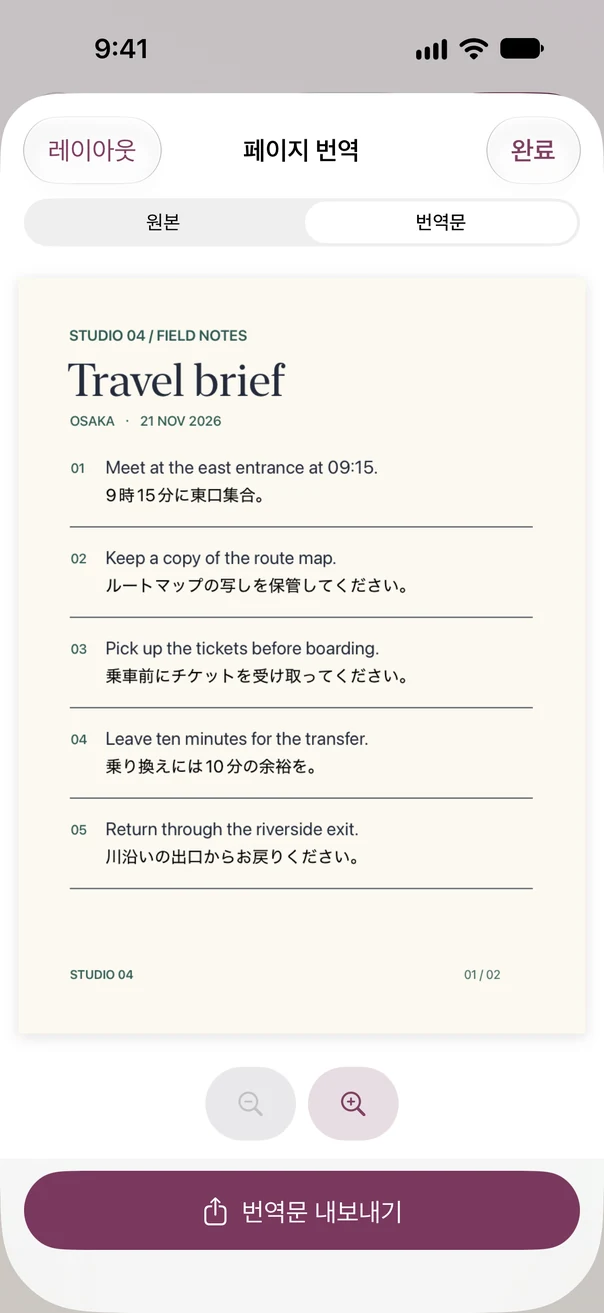 9:41
레이아웃
페이지 번역
완료
원본
번역문
STUDIO 04 / FIELD NOTES
Travel brief
OSAKA · 21 NOV 2026
01 Meet at the east entrance at 09:15.
9時15分に東口集合。
02 Keep a copy of the route map.
ルートマップの写しを保管してください。
03 Pick up the tickets before boarding.
乗車前にチケットを受け取ってください。
04 Leave ten minutes for the transfer.
乗り換えには10分の余裕を。
05 Return through the riverside exit.
川沿いの出口からお戻りください。
STUDIO 04
01 / 02
번역문 내보내기